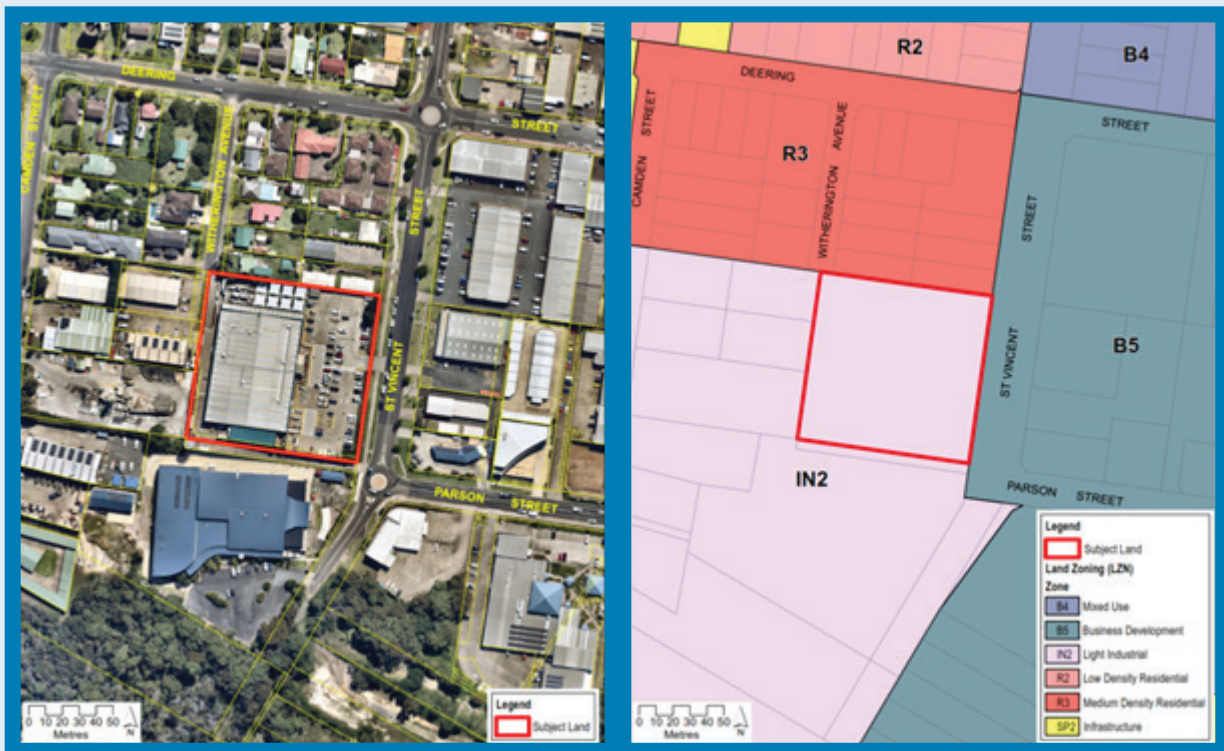 DEERING
STREET
CAMDEN STREET
WITHERINGTON AVENUE
STREET
ST VINCENT
PARSON
STREET
0 10 20 30 40 50
Metres
N
Legend
Subject Land
R2
B4
DEERING
STREET
STREET
CAMDEN
R3
AVENUE
WITHERINGTON
STREET
ST VINCENT
B5
IN2
PARSON STREET
0 10 20 30 40 50
Metres
N
Legend
Subject Land
Land Zoning (LZN)
Zone
B4 Mixed Use
B5 Business Development
IN2 Light Industrial
R2 Low Density Residential
R3 Medium Density Residential
SP2 Infrastructure